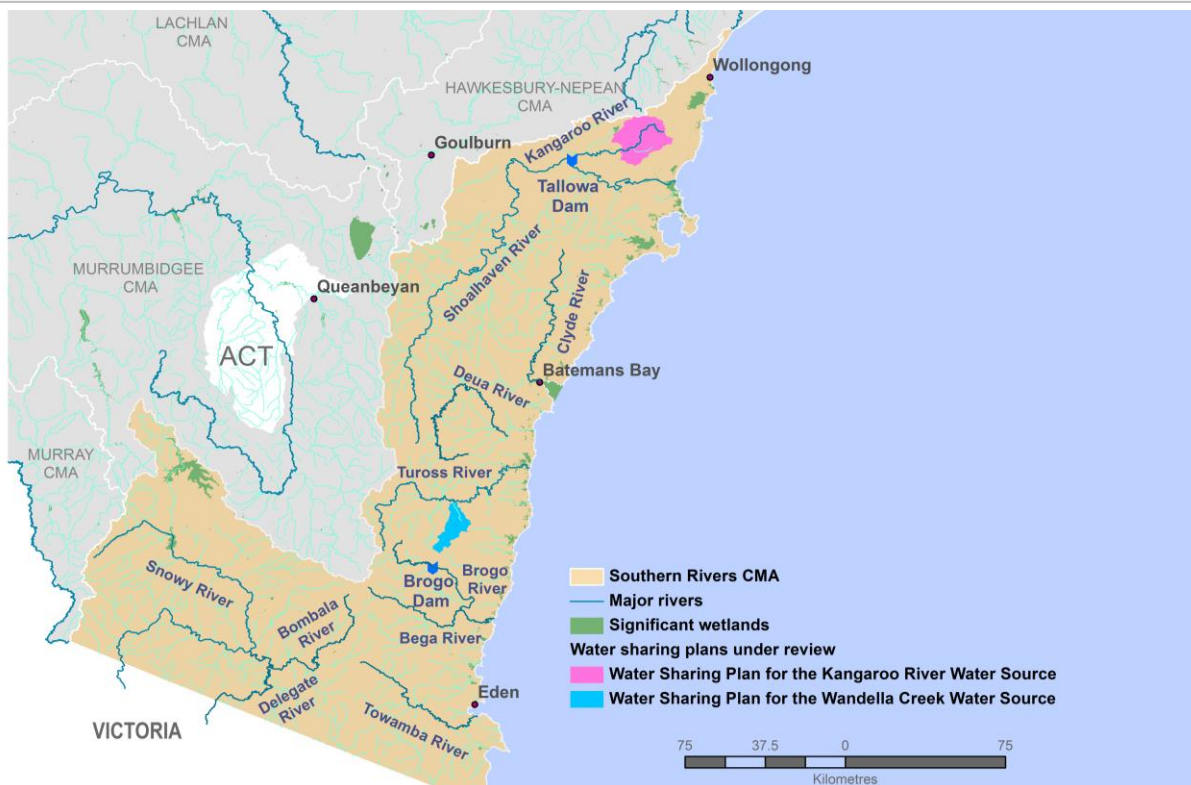 LACHLAN
CMA
HAWKESBURY-NEPEAN
CMA
Wollongong
Kangaroo River
Goulburn
Tallowa
Dam
Shoalhaven River
MURRUMBIDGEE
CMA
Queanbeyan
Clyde River
ACT
Batemans Bay
Deua River
MURRAY
CMA
Tuross River
Snowy River
Brogo
Dam
Brogo
River
Bombala
River
Bega River
Delegate
River
Eden
Towamba River
VICTORIA
Southern Rivers CMA
Major rivers
Significant wetlands
Water sharing plans under review
Water Sharing Plan for the Kangaroo River Water Source
Water Sharing Plan for the Wandella Creek Water Source
75 37.5 0 75
Kilometres